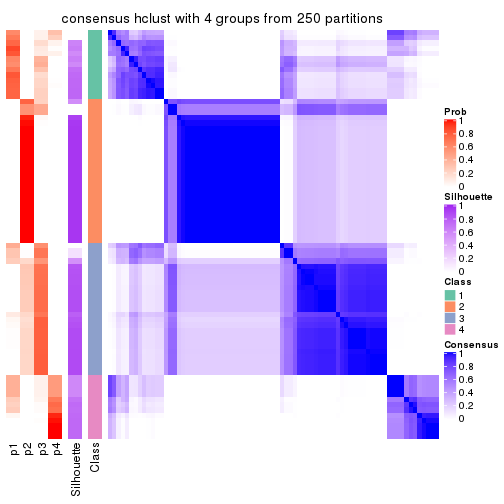 consensus hclust with 4 groups from 250 partitions
Prob
1
0.8
0.6
0.4
0.2
0
Silhouette
1
0.8
0.6
0.4
0.2
0
Class
1
2
3
4
Consensus
1
0.8
0.6
0.4
0.2
0
p1
p2
p3
p4
Silhouette
Class